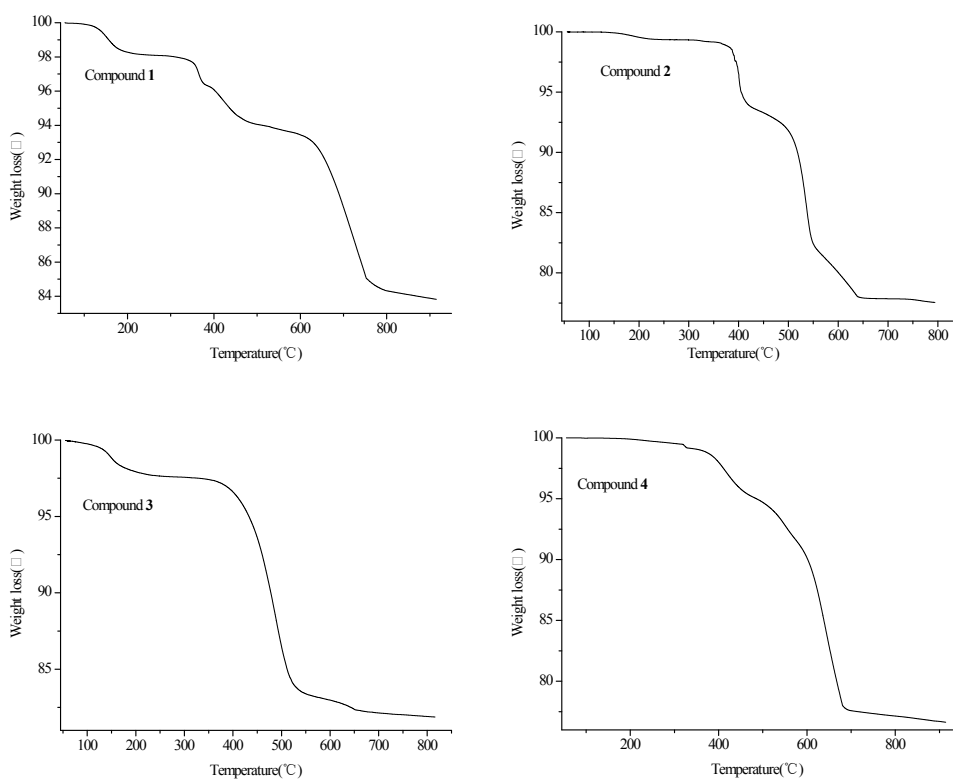 100
98
96
94
92
90
88
86
84
Weight loss(□)
Compound 1
200 400 600 800
Temperature(℃)
100
95
90
85
80
Weight loss(□)
Compound 2
100 200 300 400 500 600 700 800
Temperature(℃)
100
95
90
85
Weight loss(□)
Compound 3
100 200 300 400 500 600 700 800
Temperature(℃)
100
95
90
85
80
Weight loss(□)
Compound 4
200 400 600 800
Temperature(℃)